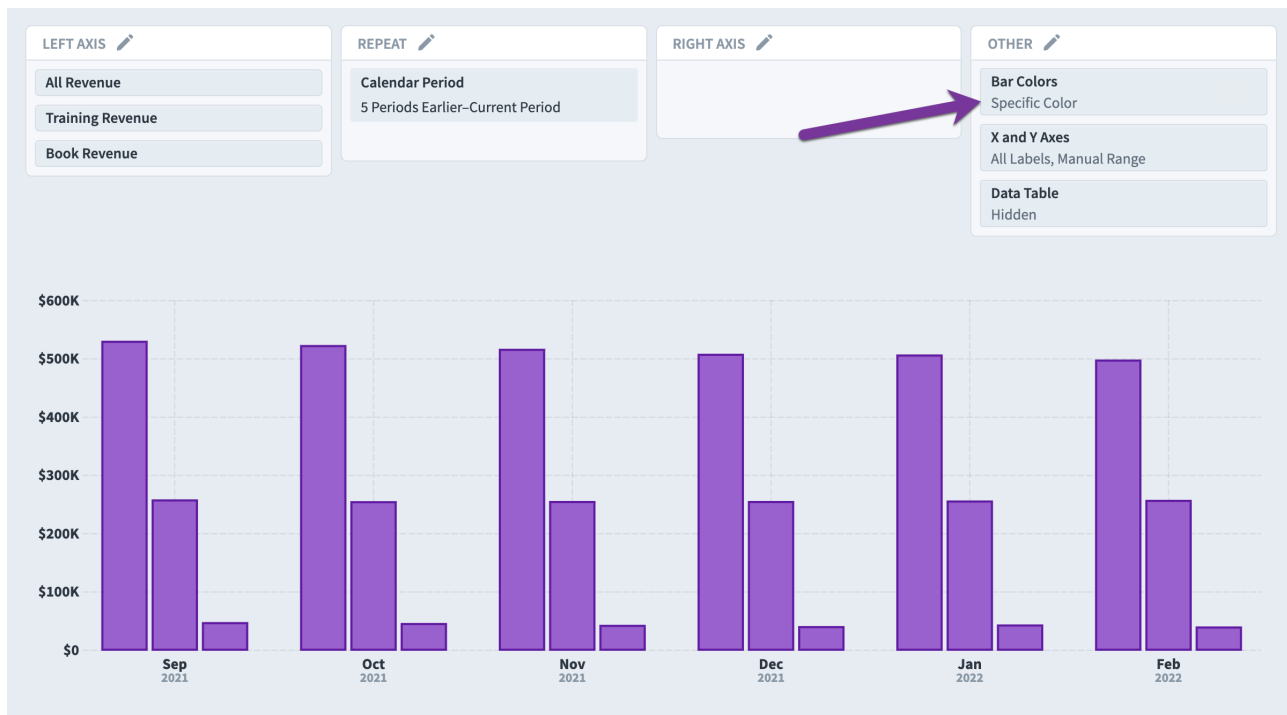 LEFT AXIS
All Revenue
Training Revenue
Book Revenue
REPEAT
Calendar Period
5 Periods Earlier–Current Period
RIGHT AXIS
OTHER
Bar Colors
Specific Color
X and Y Axes
All Labels, Manual Range
Data Table
Hidden
$600K
$500K
$400K
$300K
$200K
$100K
$0
Sep
2021
Oct
2021
Nov
2021
Dec
2021
Jan
2022
Feb
2022